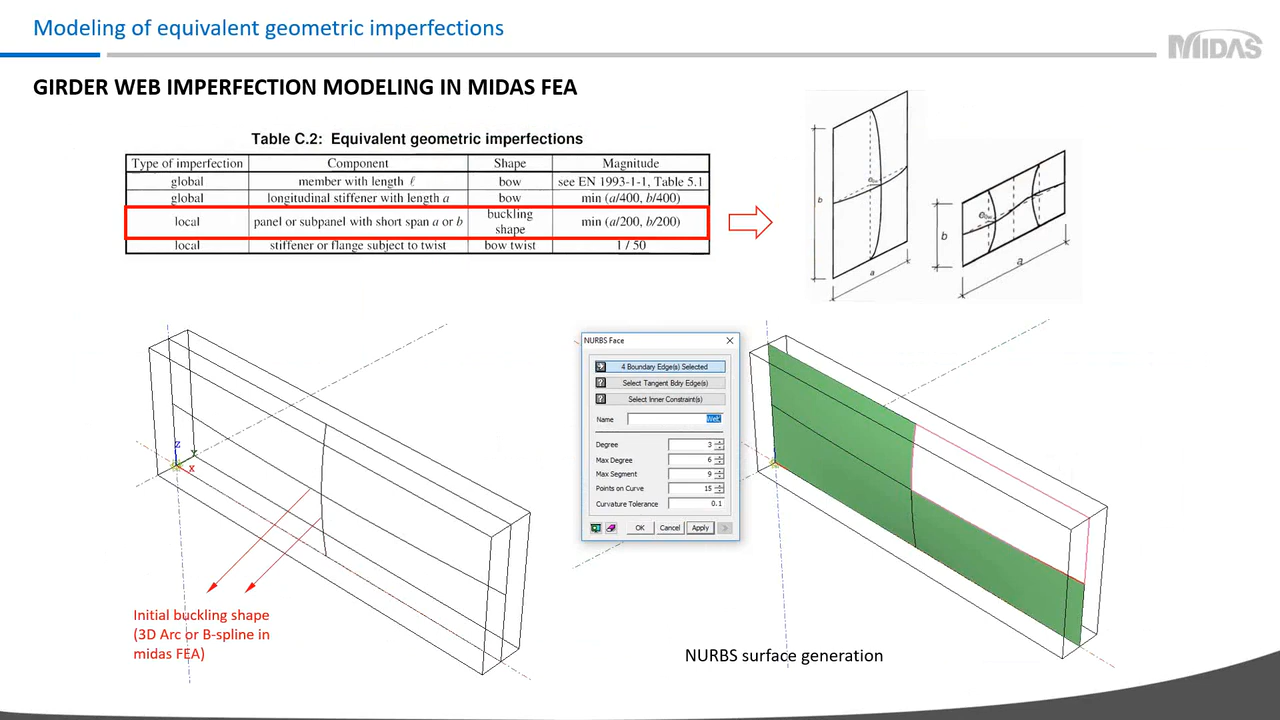 Modeling of equivalent geometric imperfections
MIDAS
GIRDER WEB IMPERFECTION MODELING IN MIDAS FEA
Table C.2: Equivalent geometric imperfections
Type of imperfection Component Shape Magnitude
global member with length ℓ bow see EN 1993-1-1, Table 5.1
global longitudinal stiffener with length a bow min (a/400, b/400)
local panel or subpanel with short span a or b buckling shape min (a/200, b/200)
local stiffener or flange subject to twist bow twist 1 / 50
b
a
b
a
NURBS Face
4 Boundary Edge(s) Selected
Select Tangent Bdry Edge(s)
Select Inner Constraint(s)
Name Web
Degree 3
Max Degree 6
Max Segment 9
Points on Curve 15
Curvature Tolerance 0.1
OK Cancel Apply >
Z
X
Initial buckling shape
(3D Arc or B-spline in
midas FEA)
NURBS surface generation